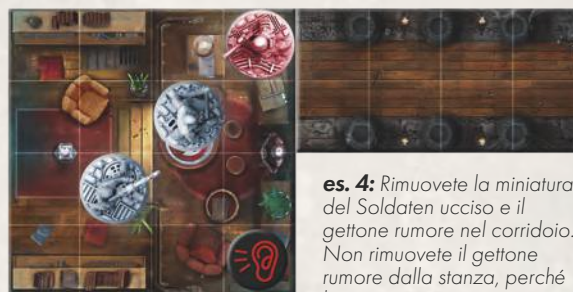 es. 4: Rimuovete la miniatura
del Soldaten ucciso e il
gettone rumore nel corridoio.
Non rimuovete il gettone
rumore dalla stanza, perché